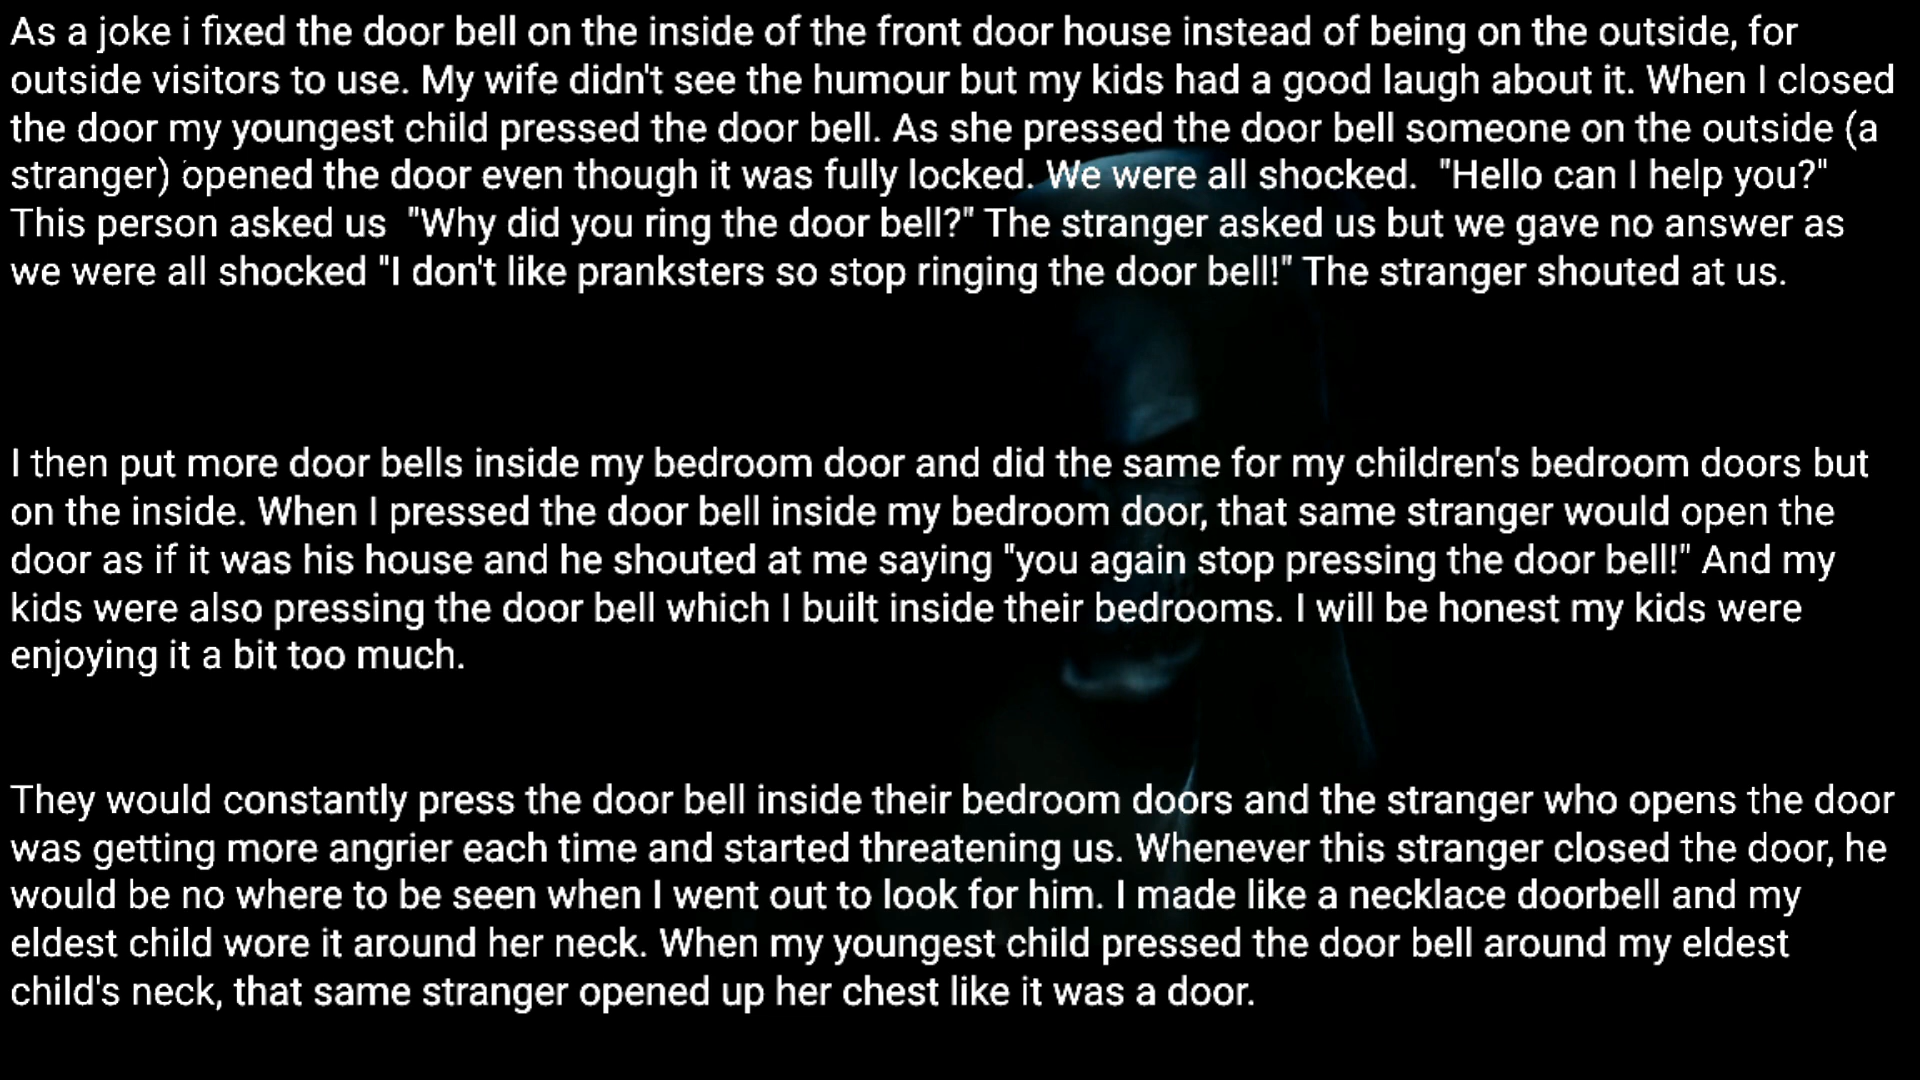 As a joke i fixed the door bell on the inside of the front door house instead of being on the outside, for
outside visitors to use. My wife didn't see the humour but my kids had a good laugh about it. When I closed
the door my youngest child pressed the door bell. As she pressed the door bell someone on the outside (a
stranger) opened the door even though it was fully locked. We were all shocked.  "Hello can I help you?"
This person asked us  "Why did you ring the door bell?" The stranger asked us but we gave no answer as
we were all shocked "I don't like pranksters so stop ringing the door bell!" The stranger shouted at us.
I then put more door bells inside my bedroom door and did the same for my children's bedroom doors but
on the inside. When I pressed the door bell inside my bedroom door, that same stranger would open the
door as if it was his house and he shouted at me saying "you again stop pressing the door bell!" And my
kids were also pressing the door bell which I built inside their bedrooms. I will be honest my kids were
enjoying it a bit too much.
They would constantly press the door bell inside their bedroom doors and the stranger who opens the door
was getting more angrier each time and started threatening us. Whenever this stranger closed the door, he
would be no where to be seen when I went out to look for him. I made like a necklace doorbell and my
eldest child wore it around her neck. When my youngest child pressed the door bell around my eldest
child's neck, that same stranger opened up her chest like it was a door.